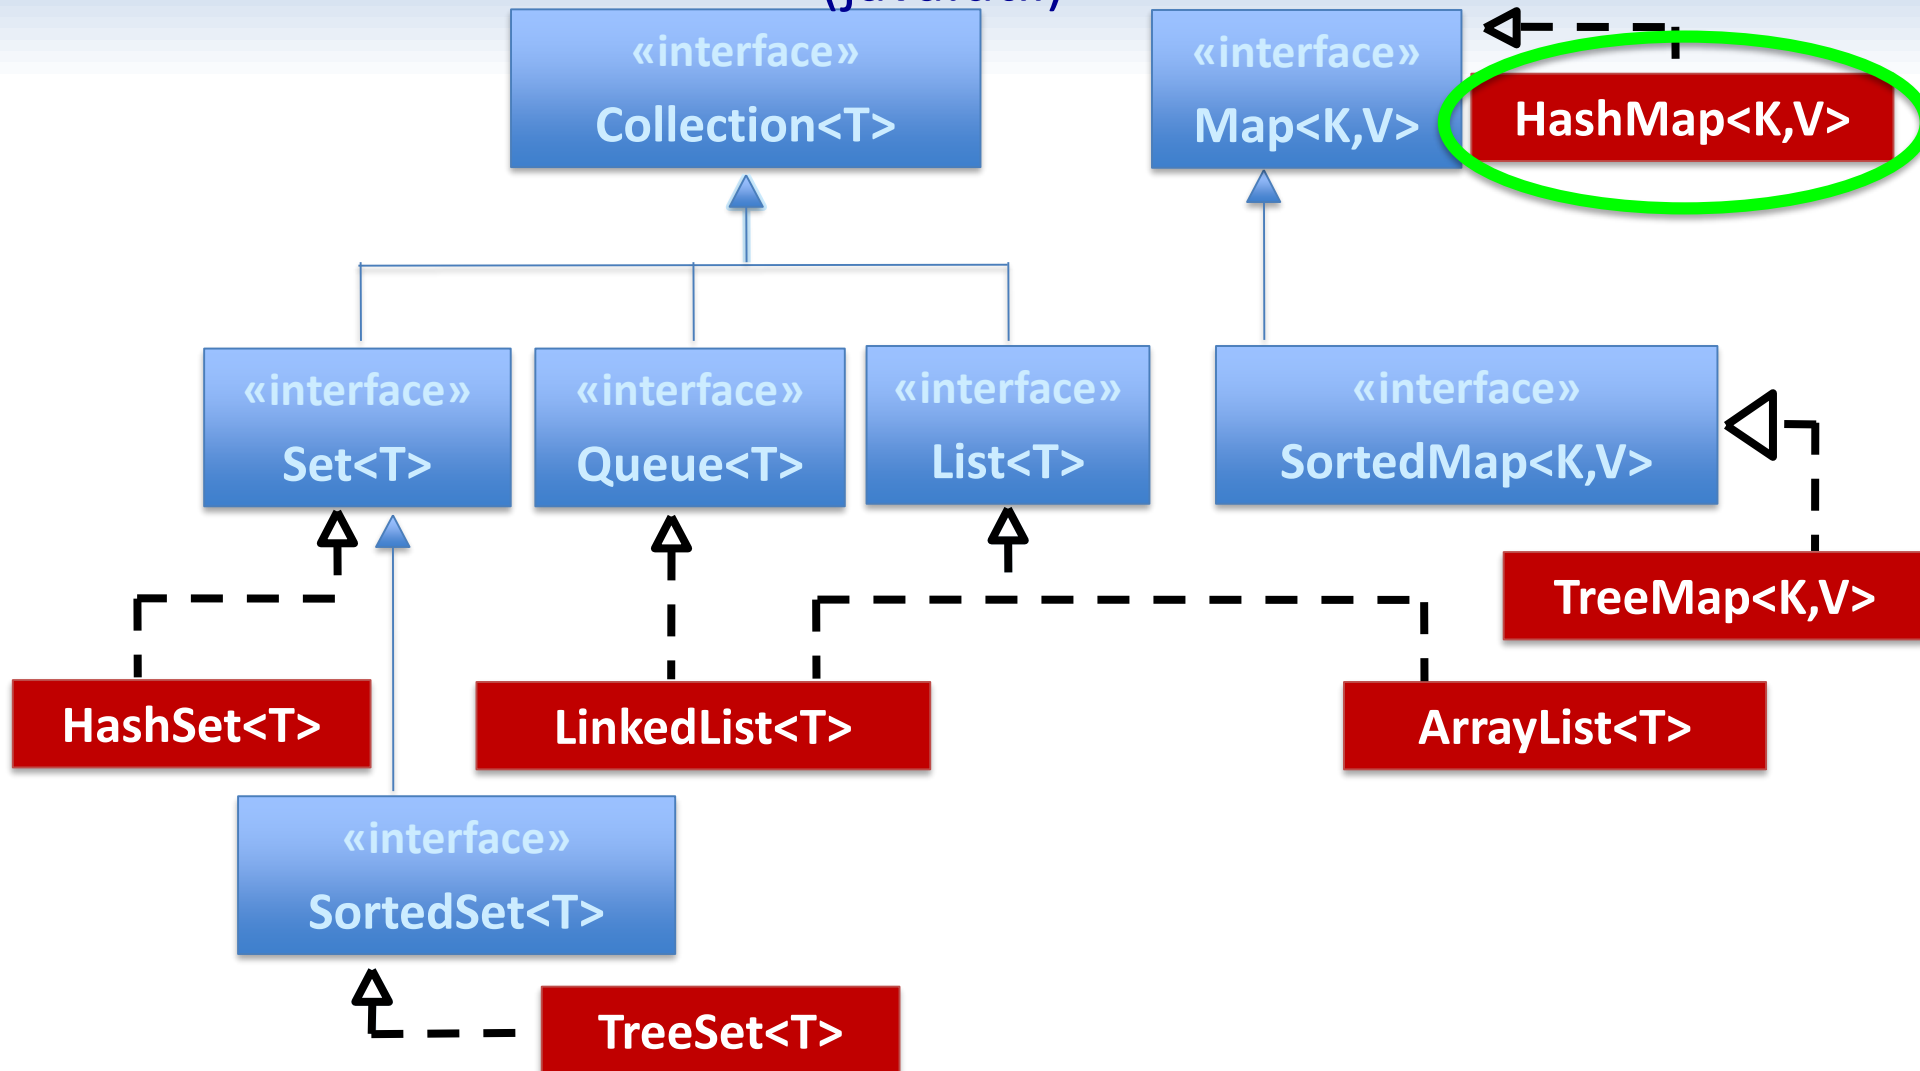 «interface»
Collection<T>
«interface»
Map<K,V>
HashMap<K,V>
«interface»
Set<T>
«interface»
Queue<T>
«interface»
List<T>
«interface»
SortedMap<K,V>
TreeMap<K,V>
HashSet<T>
LinkedList<T>
ArrayList<T>
«interface»
SortedSet<T>
TreeSet<T>